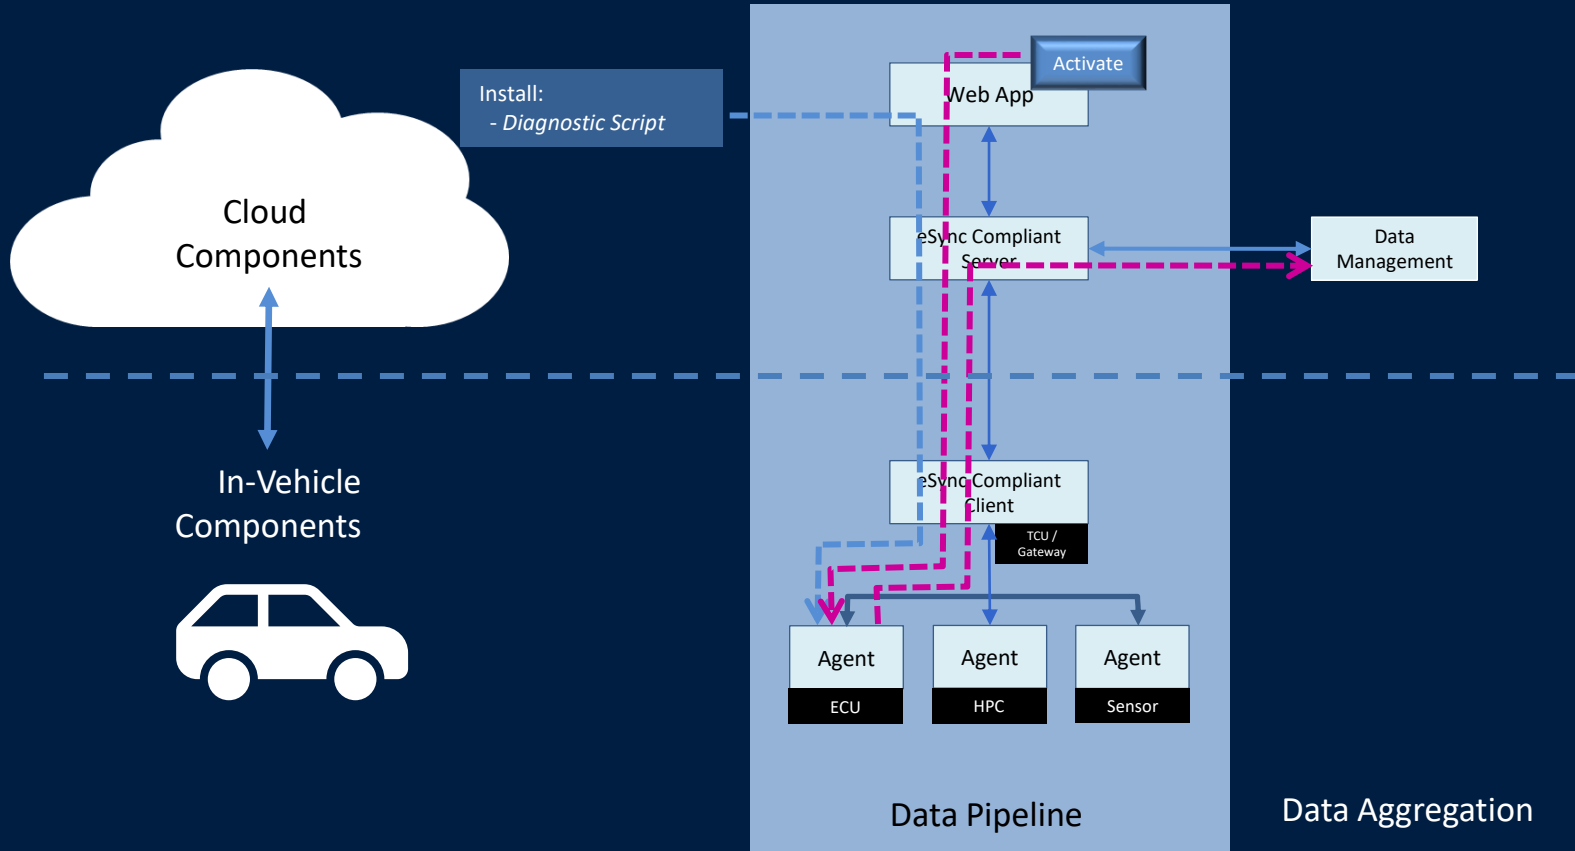 Activate
Install:
- Diagnostic Script
Web App
Cloud
Components
eSync Compliant
Server
Data
Management
In-Vehicle
Components
eSync Compliant
Client
TCU /
Gateway
Agent
Agent
Agent
ECU
HPC
Sensor
Data Pipeline
Data Aggregation